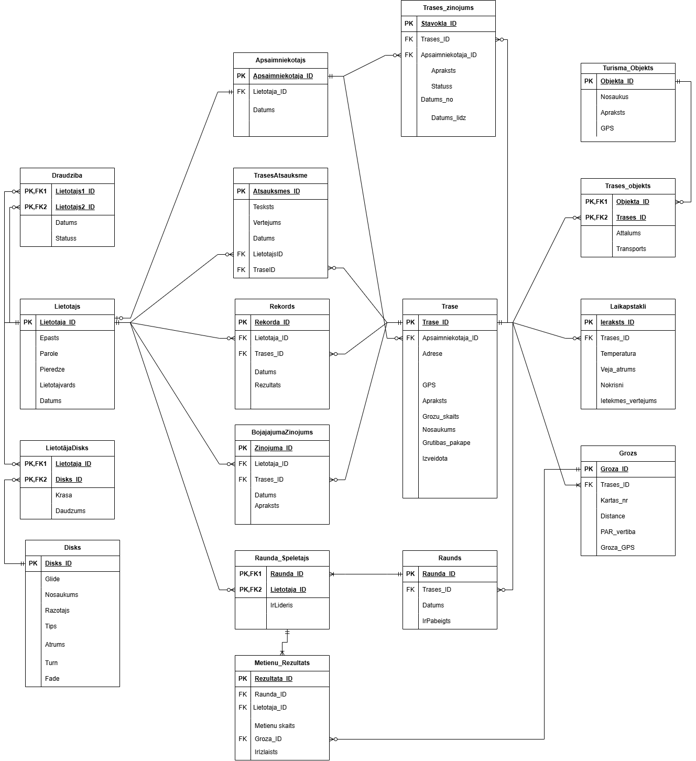 Trases_zinojums
PK Stavokla_ID
FK Trases_ID
FK Apsaimniekotaja_ID
Apraksts
Statuss
Datums_no
Datums_lidz
Apsaimniekotajs
PK Apsaimniekotaja_ID
FK Lietotaja_ID
Datums
Turisma_Objekts
PK Objekta_ID
Nosaukus
Apraksts
GPS
Draudziba
PK,FK1 Lietotajs1_ID
PK,FK2 Lietotajs2_ID
Datums
Statuss
TrasesAtsauksme
PK Atsauksmes_ID
Tesksts
Vertejums
Datums
FK LietotajsID
FK TraseID
Trases_objekts
PK,FK1 Objekta_ID
PK,FK2 Trases_ID
Attalums
Transports
Lietotajs
PK Lietotaja_ID
Epasts
Parole
Pieredze
Lietotajvards
Datums
Rekords
PK Rekorda_ID
FK Lietotaja_ID
FK Trases_ID
Datums
Rezultats
Trase
PK Trase_ID
FK Apsaimniekotaja_ID
Adrese
GPS
Apraksts
Grozu_skaits
Nosaukums
Grutibas_pakape
Izveidota
Laikapstakli
PK Ieraksts_ID
FK Trases_ID
Temperatura
Veja_atrums
Nokrisni
Ietekmes_vertejums
LietotājaDisks
PK,FK1 Lietotaja_ID
PK,FK2 Disks_ID
Krasa
Daudzums
BojajajumaZinojums
PK Zinojuma_ID
FK Lietotaja_ID
FK Trases_ID
Datums
Apraksts
Grozs
PK Groza_ID
FK Trases_ID
Kartas_nr
Distance
PAR_vertiba
Groza_GPS
Disks
PK Disks_ID
Glide
Nosaukums
Razotajs
Tips
Atrums
Turn
Fade
Raunda_Speletajs
PK,FK1 Raunda_ID
PK,FK2 Lietotaja_ID
IrLideris
Raunds
PK Raunda_ID
FK Trases_ID
Datums
IrPabeigts
Metienu_Rezultats
PK Rezultata_ID
FK Raunda_ID
FK Lietotaja_ID
Metienu skaits
FK Groza_ID
IrIzlaists